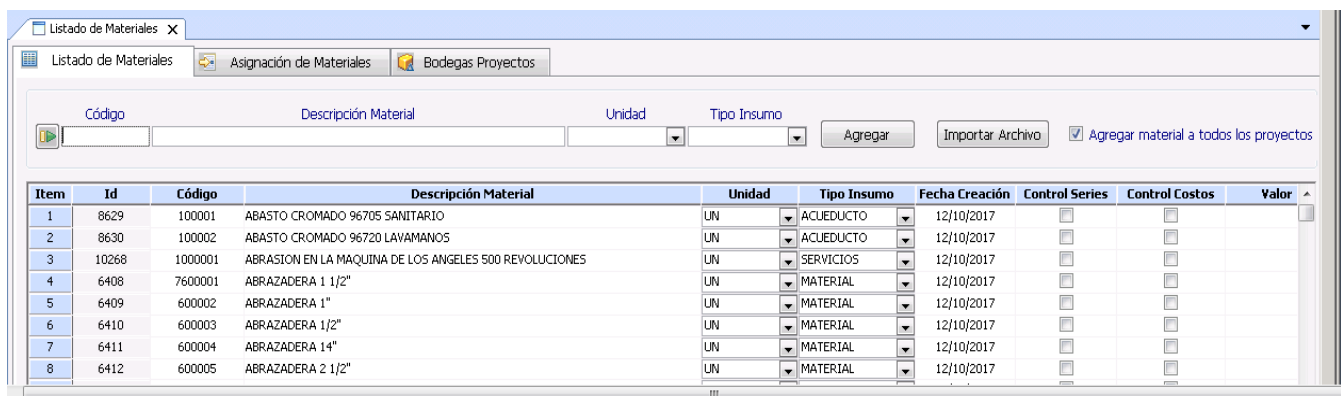 Listado de Materiales X
Listado de Materiales Asignación de Materiales Bodegas Proyectos
Código Descripción Material Unidad Tipo Insumo
Agregar Importar Archivo Agregar material a todos los proyectos
Item Id Código Descripción Material Unidad Tipo Insumo Fecha Creación Control Series Control Costos Valor
1 8629 100001 ABASTO CROMADO 96705 SANITARIO UN ACUEDUCTO 12/10/2017
2 8630 100002 ABASTO CROMADO 96720 LAVAMANOS UN ACUEDUCTO 12/10/2017
3 10268 1000001 ABRASION EN LA MAQUINA DE LOS ANGELES 500 REVOLUCIONES UN SERVICIOS 12/10/2017
4 6408 7600001 ABRAZADERA 1 1/2" UN MATERIAL 12/10/2017
5 6409 600002 ABRAZADERA 1" UN MATERIAL 12/10/2017
6 6410 600003 ABRAZADERA 1/2" UN MATERIAL 12/10/2017
7 6411 600004 ABRAZADERA 14" UN MATERIAL 12/10/2017
8 6412 600005 ABRAZADERA 2 1/2" UN MATERIAL 12/10/2017